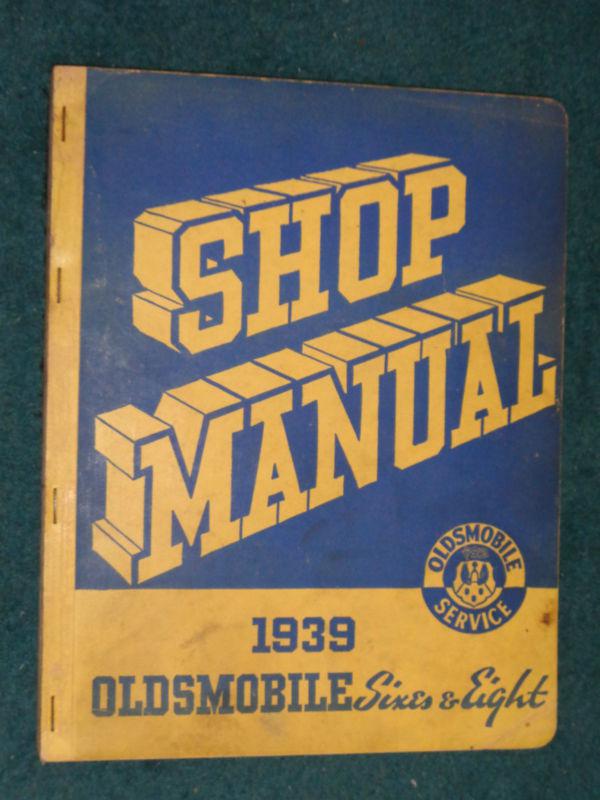 SHOP
MANUAL
OLDSMOBILE
SERVICE
1939
OLDSMOBILE Sixes & Eight